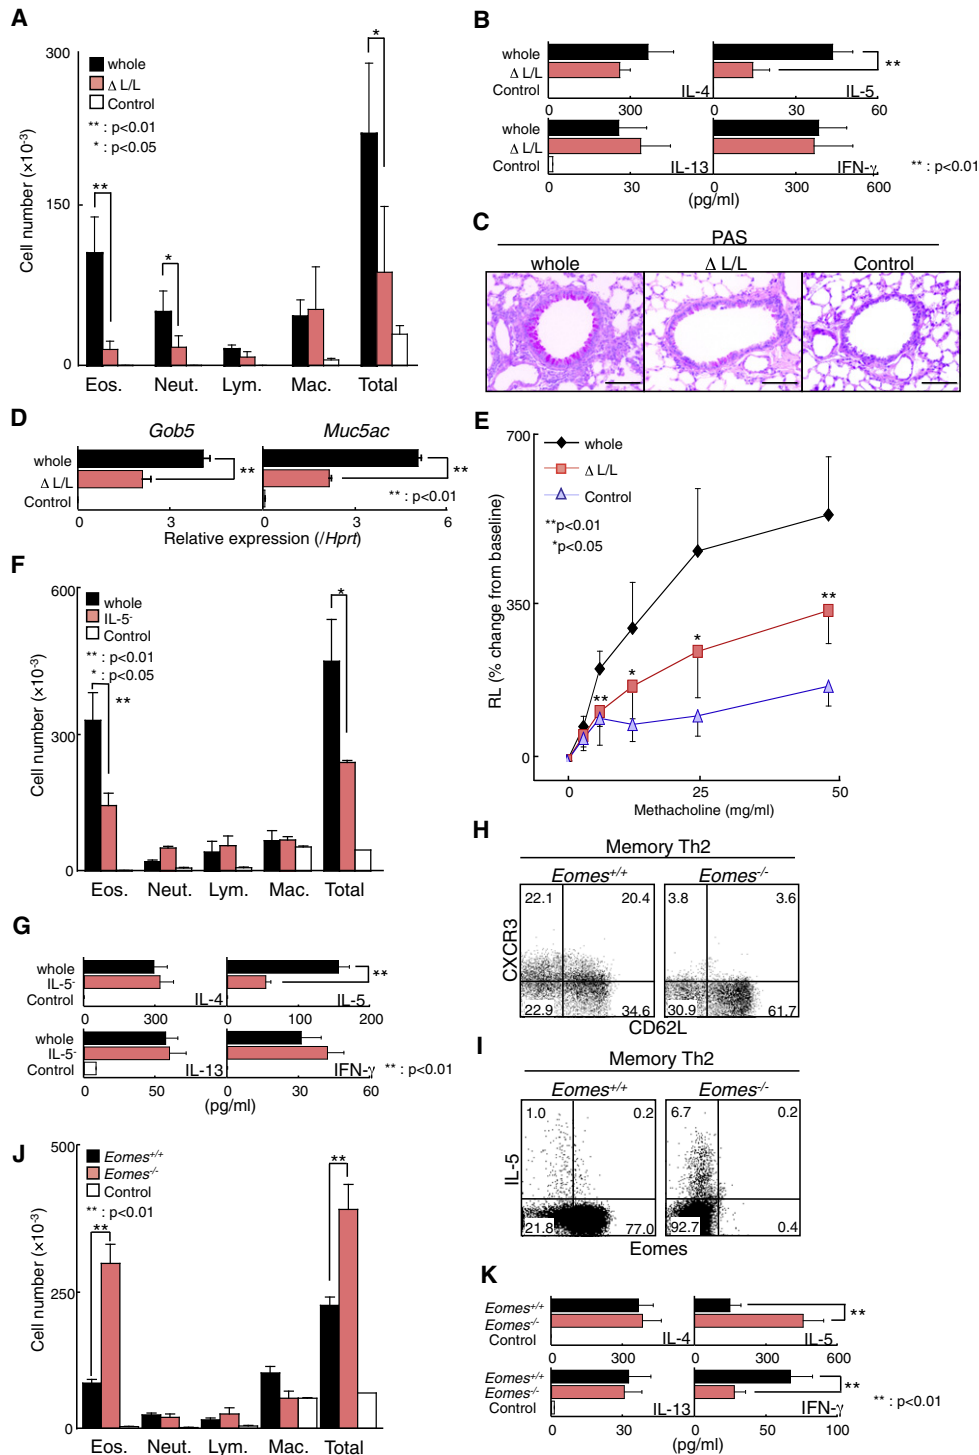 A
300
150
0
Cell number (×10-3)
whole
Δ L/L
Control
** : p<0.01
* : p<0.05
**
*
*
Eos. Neut. Lym. Mac. Total
B
whole
Δ L/L
Control
IL-4
IL-5
**
0 300 0 30 60
whole
Δ L/L
Control
IL-13
IFN-γ
** : p<0.01
0 30 0 300 600
(pg/ml)
C
PAS
whole Δ L/L Control
D
Gob5 Muc5ac
whole
Δ L/L
Control
**
**
** : p<0.01
0 3 0 3 6
Relative expression (/Hprt)
E
700
350
0
RL (% change from baseline)
whole
Δ L/L
Control
**p<0.01
*p<0.05
**
*
*
**
0 25 50
Methacholine (mg/ml)
F
600
300
0
Cell number (×10-3)
whole
IL-5-
Control
** : p<0.01
* : p<0.05
**
*
Eos. Neut. Lym. Mac. Total
G
whole
IL-5-
Control
IL-4
IL-5
**
0 300 0 100 200
whole
IL-5-
Control
IL-13
IFN-γ
** : p<0.01
0 50 0 30 60
(pg/ml)
H
Memory Th2
Eomes+/+ Eomes-/-
CXCR3
22.1 20.4 3.8 3.6
22.9 34.6 30.9 61.7
CD62L
I
Memory Th2
Eomes+/+ Eomes-/-
IL-5
1.0 0.2 6.7 0.2
21.8 77.0 92.7 0.4
Eomes
J
500
250
0
Cell number (×10-3)
Eomes+/+
Eomes-/-
Control
** : p<0.01
**
**
Eos. Neut. Lym. Mac. Total
K
Eomes+/+
Eomes-/-
Control
IL-4
IL-5
**
0 300 0 300 600
Eomes+/+
Eomes-/-
Control
IL-13
IFN-γ
**
** : p<0.01
0 30 0 50 100
(pg/ml)